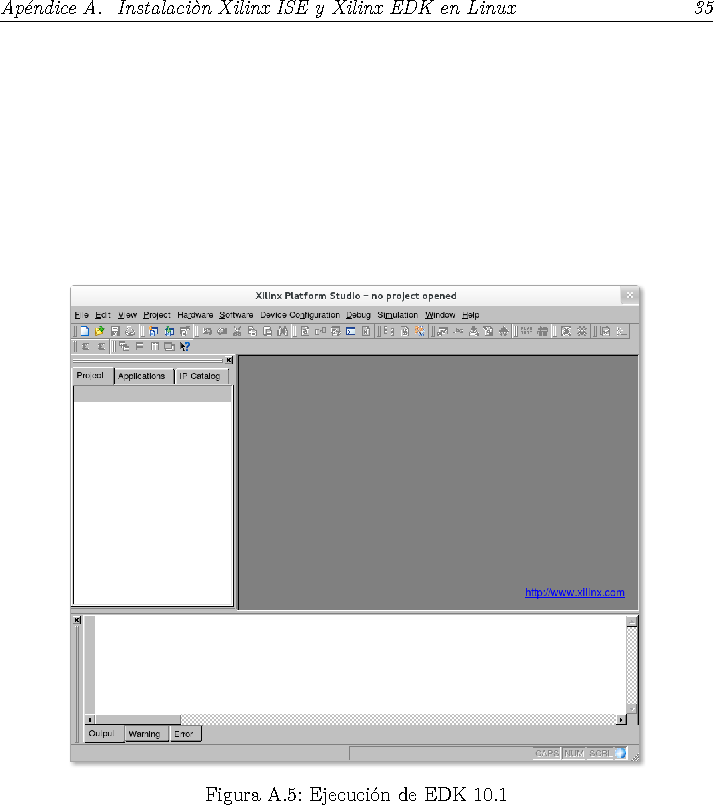 Apéndice A. Instalaciòn Xilinx ISE y Xilinx EDK en Linux 35
Xilinx Platform Studio - no project opened
File Edit View Project Hardware Software Device Configuration Debug Simulation Window Help
Project Applications IP Catalog
http://www.xilinx.com
Output Warning Error
CAPS NUM SCRL
Figura A.5: Ejecución de EDK 10.1